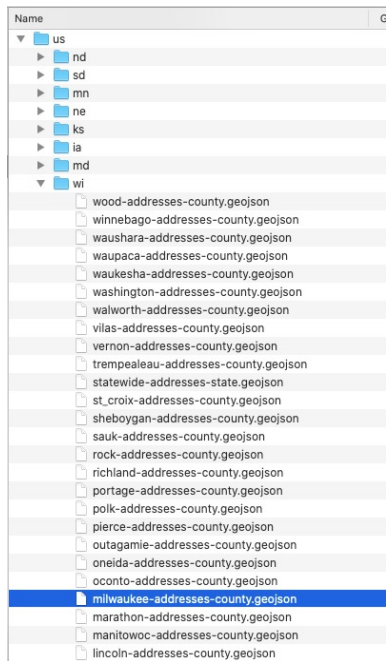 Name
us
nd
sd
mn
ne
ks
ia
md
wi
wood-addresses-county.geojson
winnebago-addresses-county.geojson
waushara-addresses-county.geojson
waupaca-addresses-county.geojson
waukesha-addresses-county.geojson
washington-addresses-county.geojson
walworth-addresses-county.geojson
vilas-addresses-county.geojson
vernon-addresses-county.geojson
trempealeau-addresses-county.geojson
statewide-addresses-state.geojson
st_croix-addresses-county.geojson
sheboygan-addresses-county.geojson
sauk-addresses-county.geojson
rock-addresses-county.geojson
richland-addresses-county.geojson
portage-addresses-county.geojson
polk-addresses-county.geojson
pierce-addresses-county.geojson
outagamie-addresses-county.geojson
oneida-addresses-county.geojson
oconto-addresses-county.geojson
milwaukee-addresses-county.geojson
marathon-addresses-county.geojson
manitowoc-addresses-county.geojson
lincoln-addresses-county.geojson